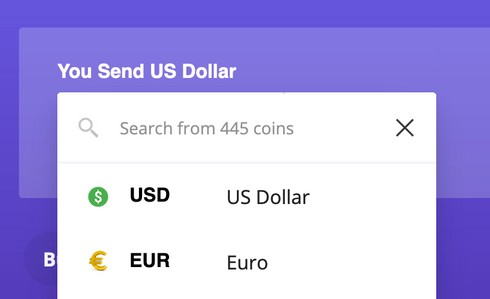 You Send US Dollar
Search from 445 coins
USD US Dollar
EUR Euro